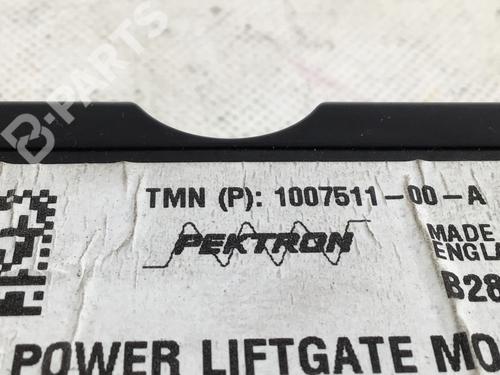 B-PARTS
TMN (P): 1007511-00-A
PEKTRON
MADE
ENGLA
B28
POWER LIFTGATE MO